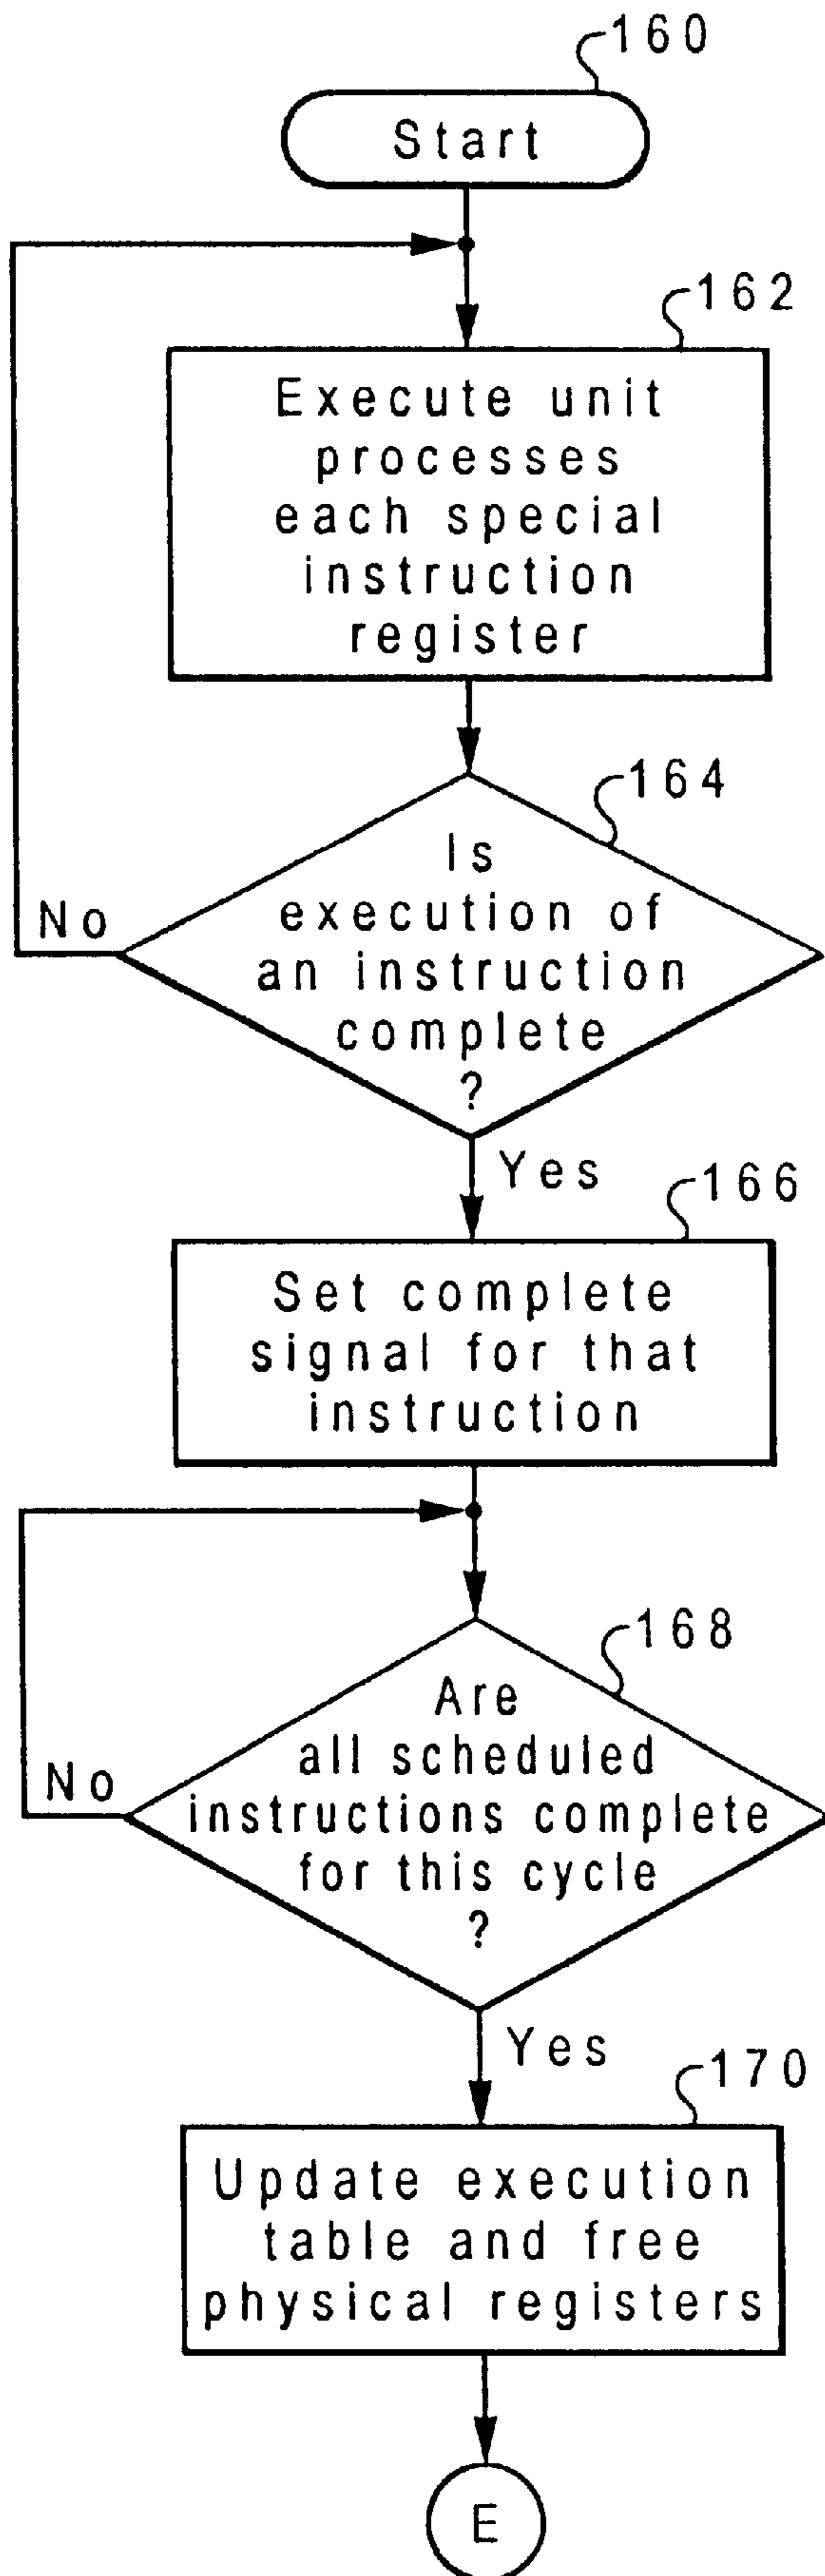 160
Start
162
Execute unit
processes
each special
instruction
register
164
Is
execution of
an instruction
complete
?
No
Yes
166
Set complete
signal for that
instruction
168
Are
all scheduled
instructions complete
for this cycle
?
No
Yes
170
Update execution
table and free
physical registers
E